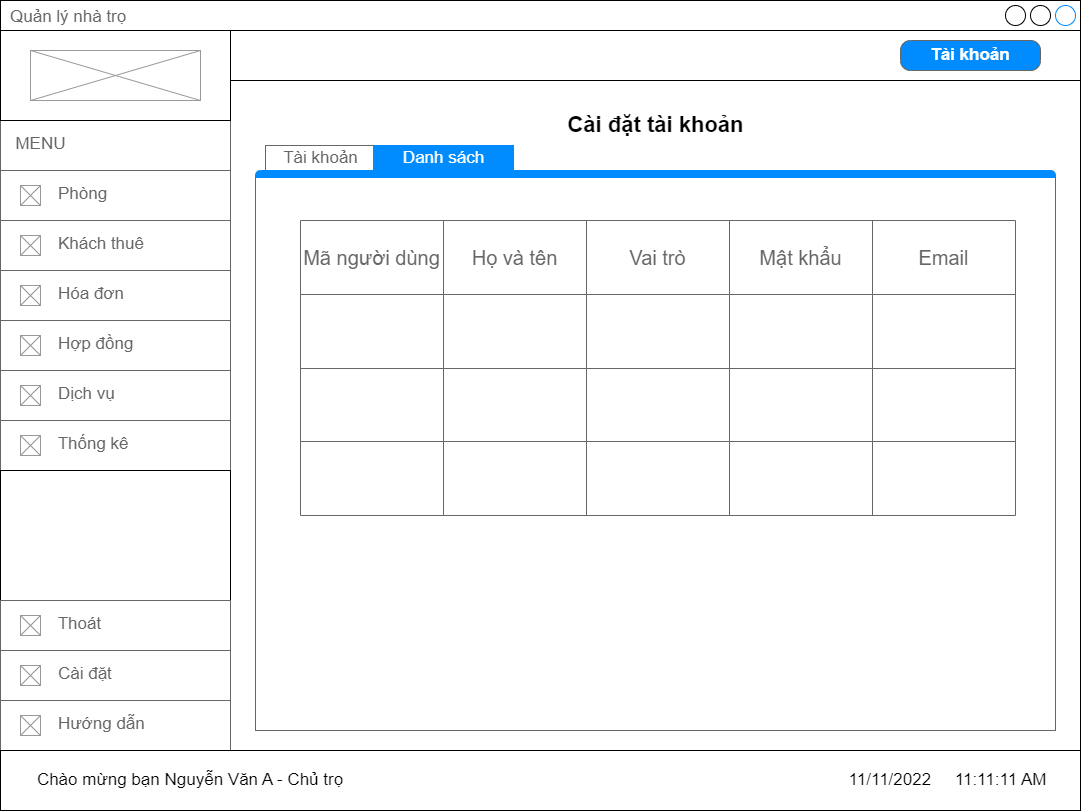 Quản lý nhà trọ
Tài khoản
MENU
Phòng
Khách thuê
Hóa đơn
Hợp đồng
Dịch vụ
Thống kê
Thoát
Cài đặt
Hướng dẫn
Cài đặt tài khoản
Tài khoản Danh sách
Mã người dùng Họ và tên Vai trò Mật khẩu Email
Chào mừng bạn Nguyễn Văn A - Chủ trọ 11/11/2022 11:11:11 AM